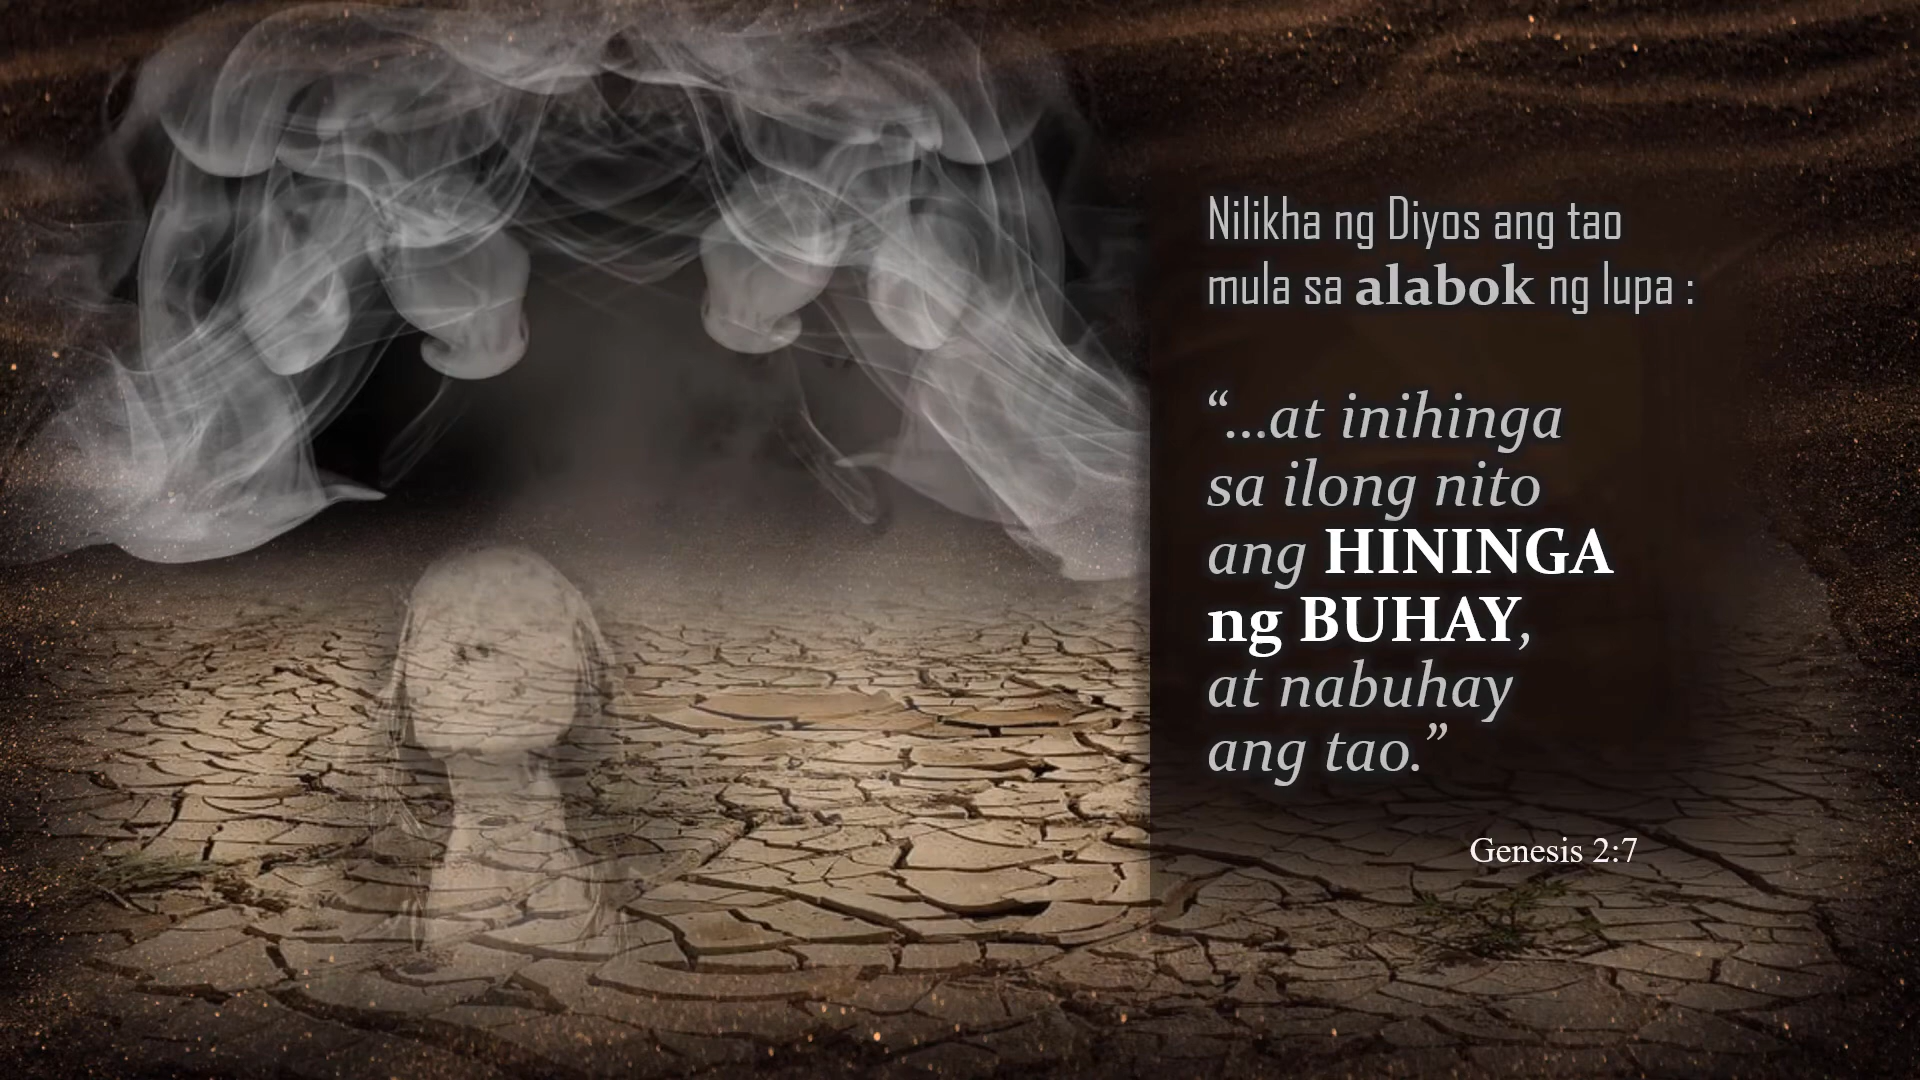 Nilikha ng Diyos ang tao
mula sa alabok ng lupa :
“...at inihinga
sa ilong nito
ang HININGA
ng BUHAY,
at nabuhay
ang tao.”
Genesis 2:7